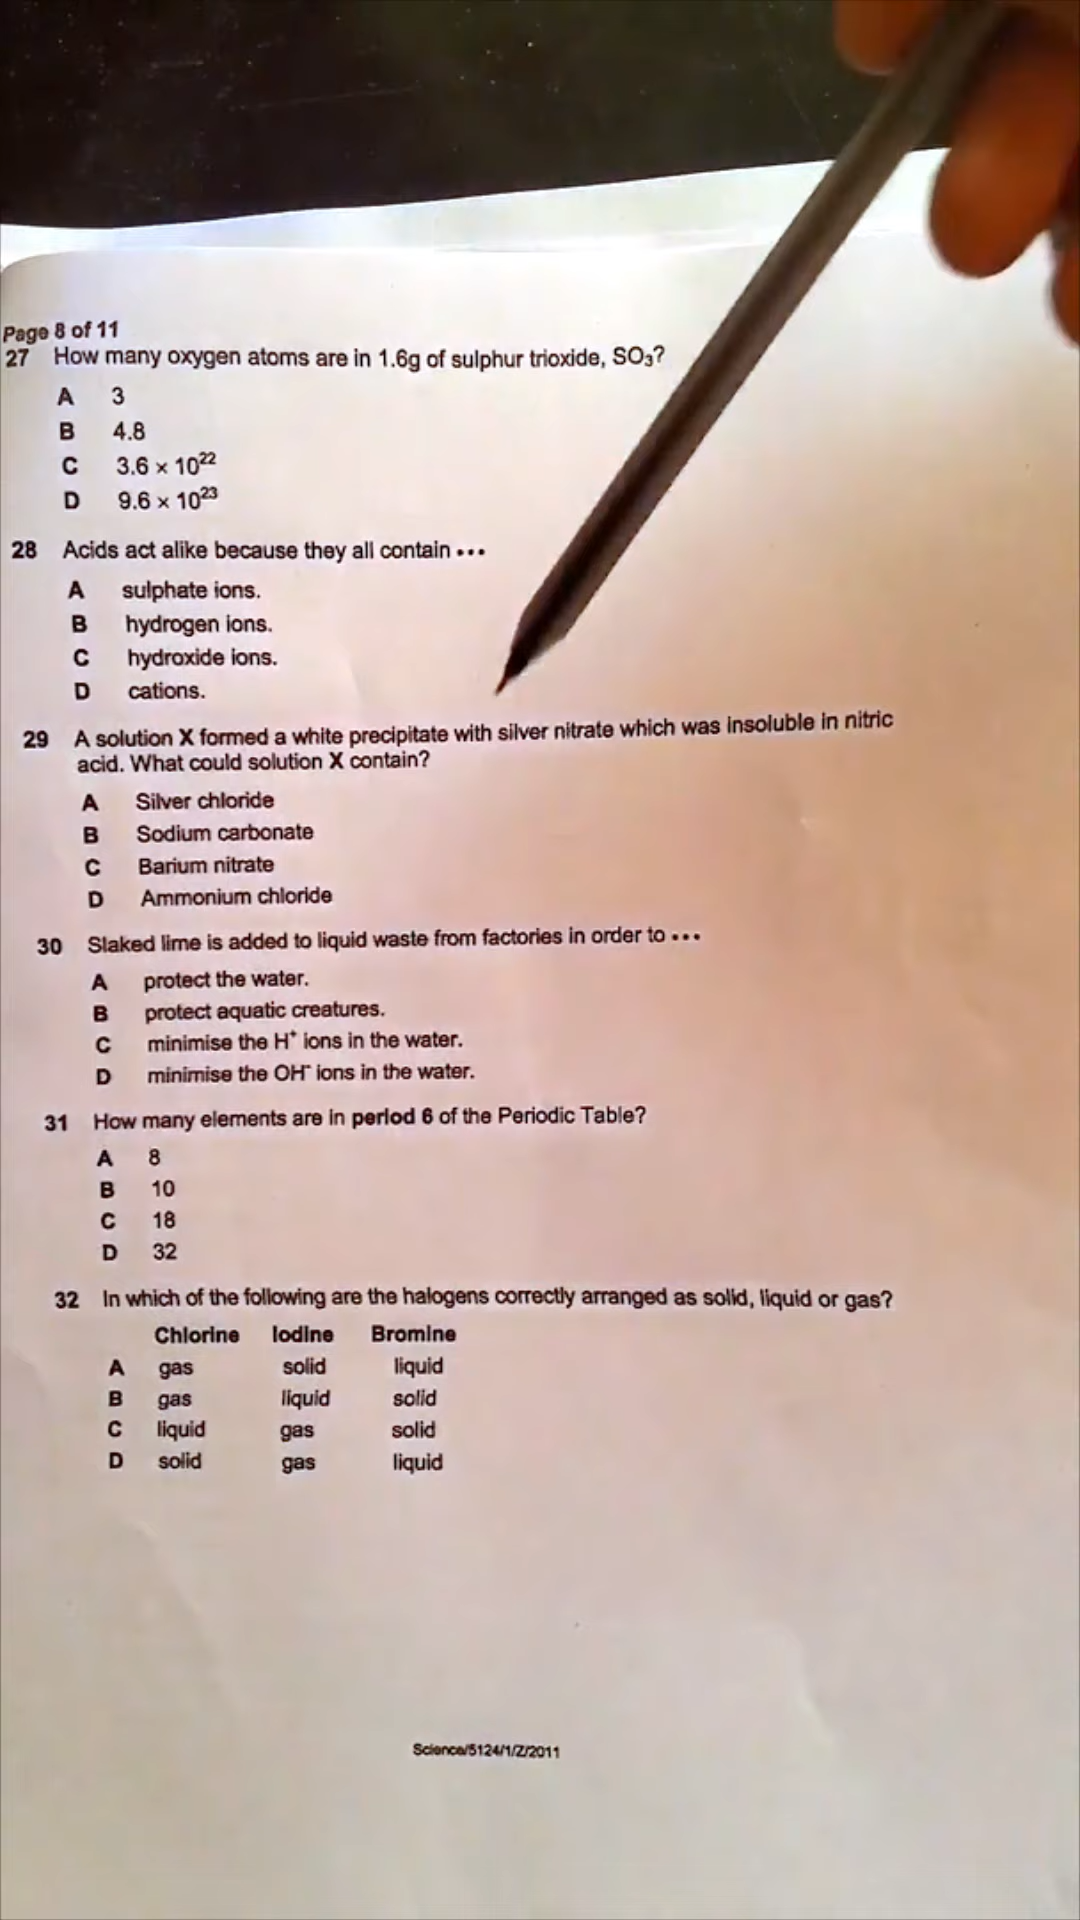 Page 8 of 11
27 How many oxygen atoms are in 1.6g of sulphur trioxide, SO₃?
A 3
B 4.8
C 3.6 × 10²²
D 9.6 × 10²³
28 Acids act alike because they all contain •••
A sulphate ions.
B hydrogen ions.
C hydroxide ions.
D cations.
29 A solution X formed a white precipitate with silver nitrate which was insoluble in nitric
acid. What could solution X contain?
A Silver chloride
B Sodium carbonate
C Barium nitrate
D Ammonium chloride
30 Slaked lime is added to liquid waste from factories in order to •••
A protect the water.
B protect aquatic creatures.
C minimise the H⁺ ions in the water.
D minimise the OH⁻ ions in the water.
31 How many elements are in period 6 of the Periodic Table?
A 8
B 10
C 18
D 32
32 In which of the following are the halogens correctly arranged as solid, liquid or gas?
Chlorine Iodine Bromine
A gas solid liquid
B gas liquid solid
C liquid gas solid
D solid gas liquid
Science/5124/1/Z/2011